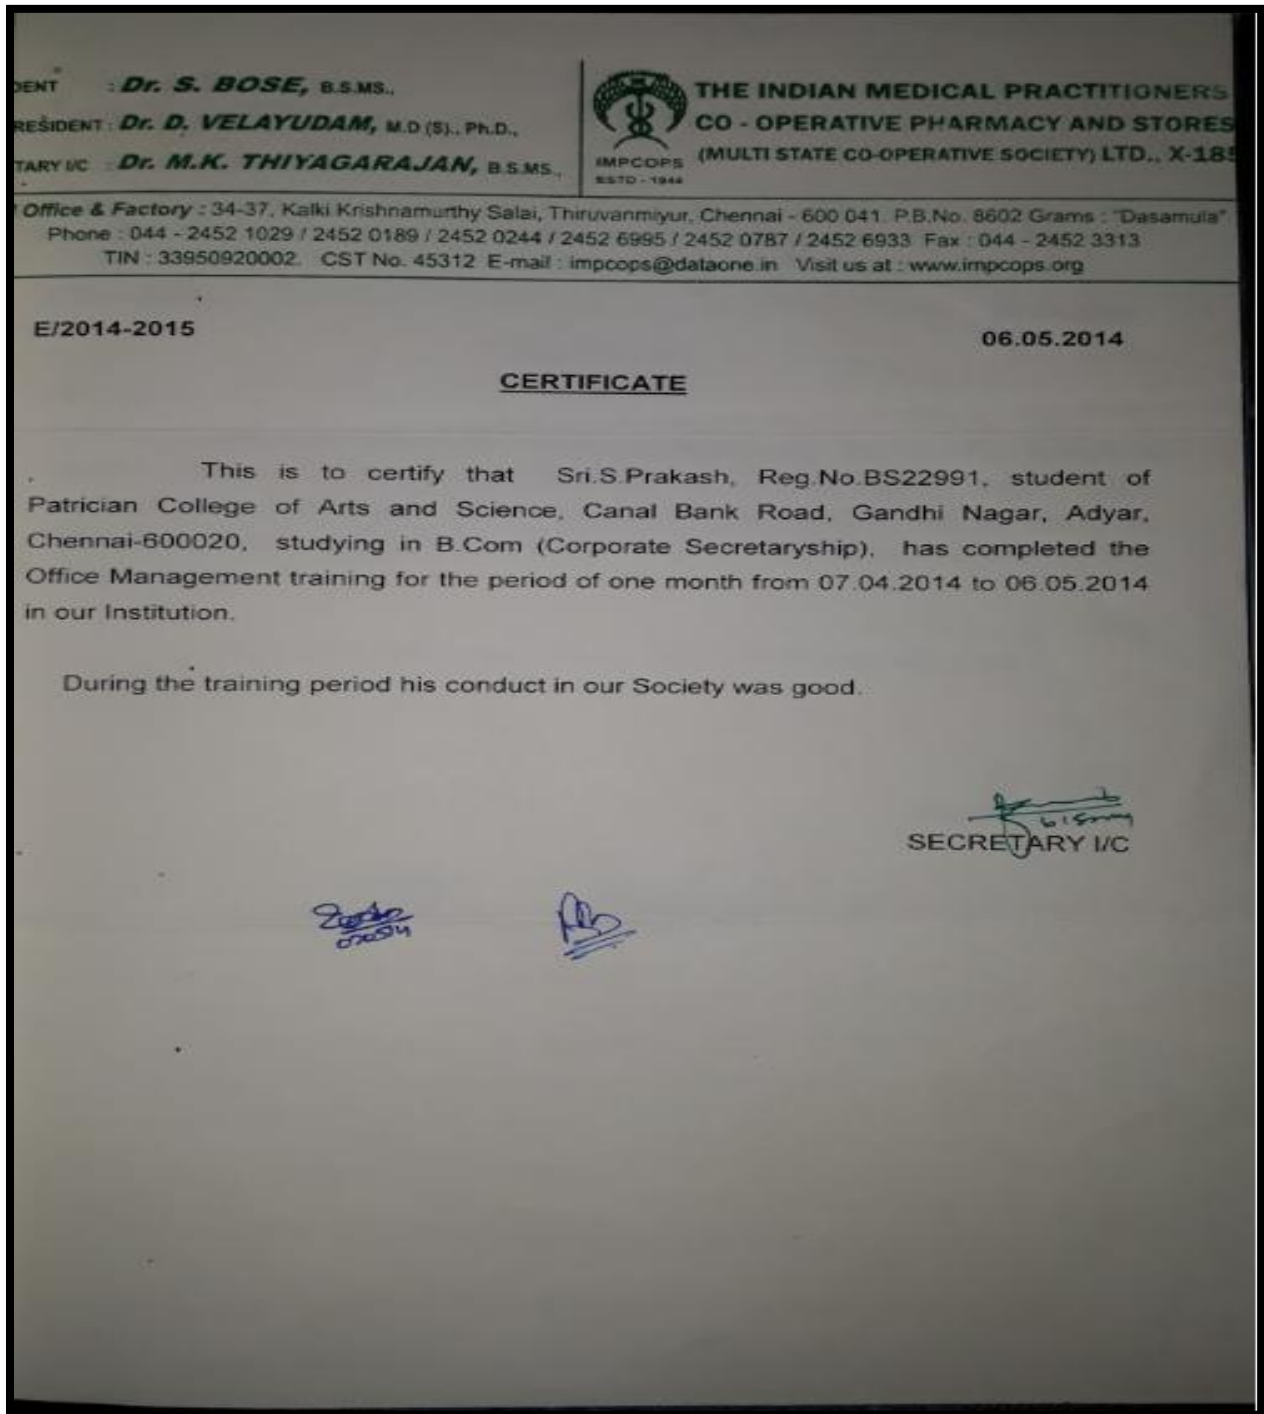 DENT : Dr. S. BOSE, B.S.MS.,
RESIDENT : Dr. D. VELAYUDAM, M.D (S)., Ph.D.,
TARY I/C : Dr. M.K. THIYAGARAJAN, B.S.MS.,
IMPCOPS
ESTD - 1944
THE INDIAN MEDICAL PRACTITIONERS
CO - OPERATIVE PHARMACY AND STORES
(MULTI STATE CO-OPERATIVE SOCIETY) LTD., X-185
Office & Factory : 34-37, Kalki Krishnamurthy Salai, Thiruvanmiyur, Chennai - 600 041. P.B.No. 8602 Grams : "Dasamula"
Phone : 044 - 2452 1029 / 2452 0189 / 2452 0244 / 2452 6995 / 2452 0787 / 2452 6933 Fax : 044 - 2452 3313
TIN : 33950920002. CST No. 45312 E-mail : impcops@dataone.in Visit us at : www.impcops.org
E/2014-2015
06.05.2014
CERTIFICATE
This is to certify that Sri.S.Prakash, Reg.No.BS22991, student of
Patrician College of Arts and Science, Canal Bank Road, Gandhi Nagar, Adyar,
Chennai-600020, studying in B.Com (Corporate Secretaryship), has completed the
Office Management training for the period of one month from 07.04.2014 to 06.05.2014
in our Institution.
During the training period his conduct in our Society was good.
SECRETARY I/C